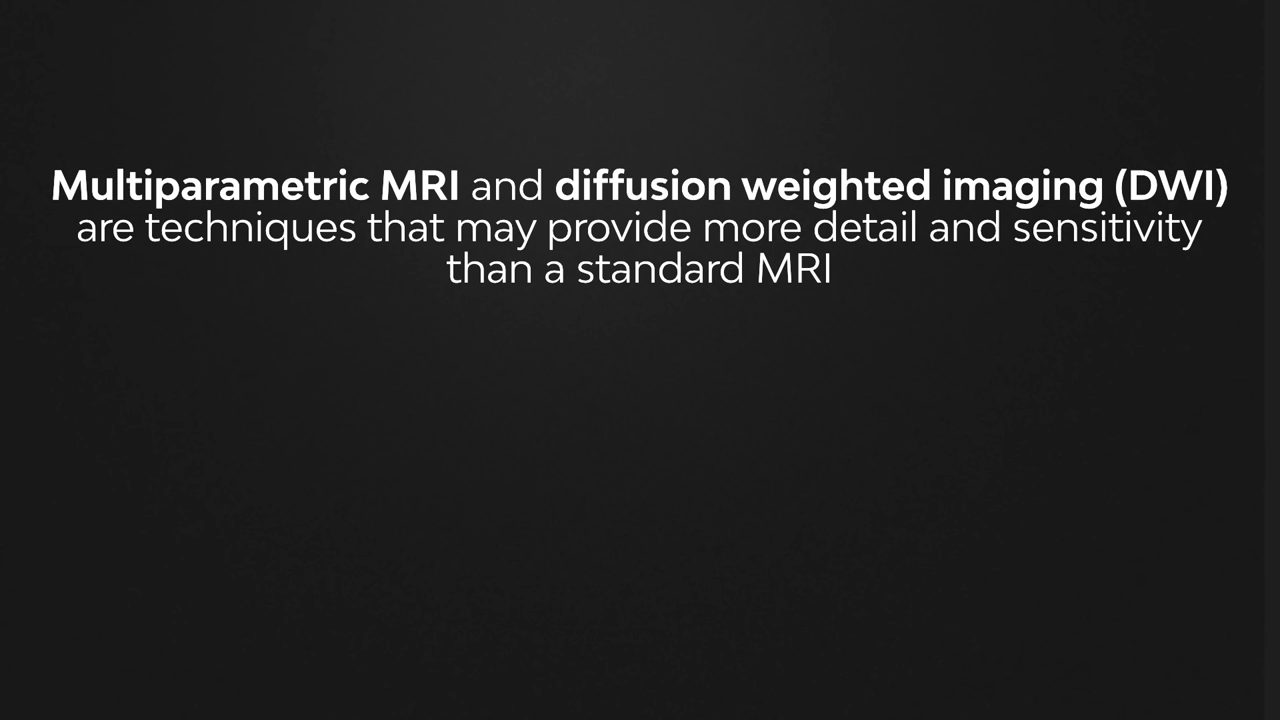 Multiparametric MRI and diffusion weighted imaging (DWI)
are techniques that may provide more detail and sensitivity
than a standard MRI